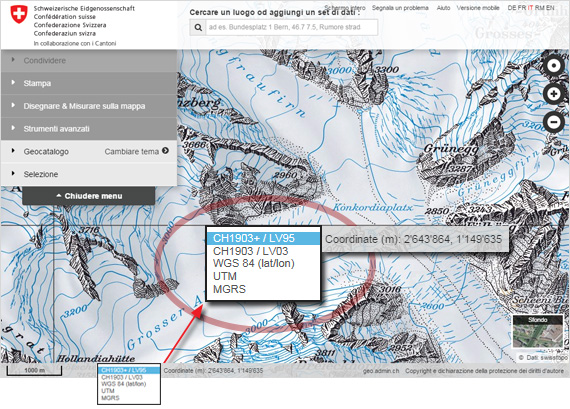 Schweizerische Eidgenossenschaft
Confédération suisse
Confederazione Svizzera
Confederaziun svizra
In collaborazione con i Cantoni
Schermo intero Segnala un problema Aiuto Versione mobile DE FR IT RM EN
Cercare un luogo od aggiungi un set di dati :
ad es. Bundesplatz 1 Bern, 46.7 7.5, Rumore strad
Condividere
Stampa
Disegnare & Misurare sulla mappa
Strumenti avanzati
Geocatalogo Cambiare tema
Selezione
Chiudere menu
Grosses
Grünegg
Grüneggfirn
Konkordiaplatz
3716
CH1903+ / LV95
CH1903 / LV03
WGS 84 (lat/lon)
UTM
MGRS
Coordinate (m): 2'643'864, 1'149'635
3016
Grosser
Hollandiahütte
Sfondo
© Dati: swisstopo
1000 m
CH1903+ / LV95
CH1903 / LV03
WGS 84 (lat/lon)
UTM
MGRS
Coordinate (m): 2'643'864, 1'149'635
geo.admin.ch Copyright e dichiarazione della protezione dei diritti d'autore